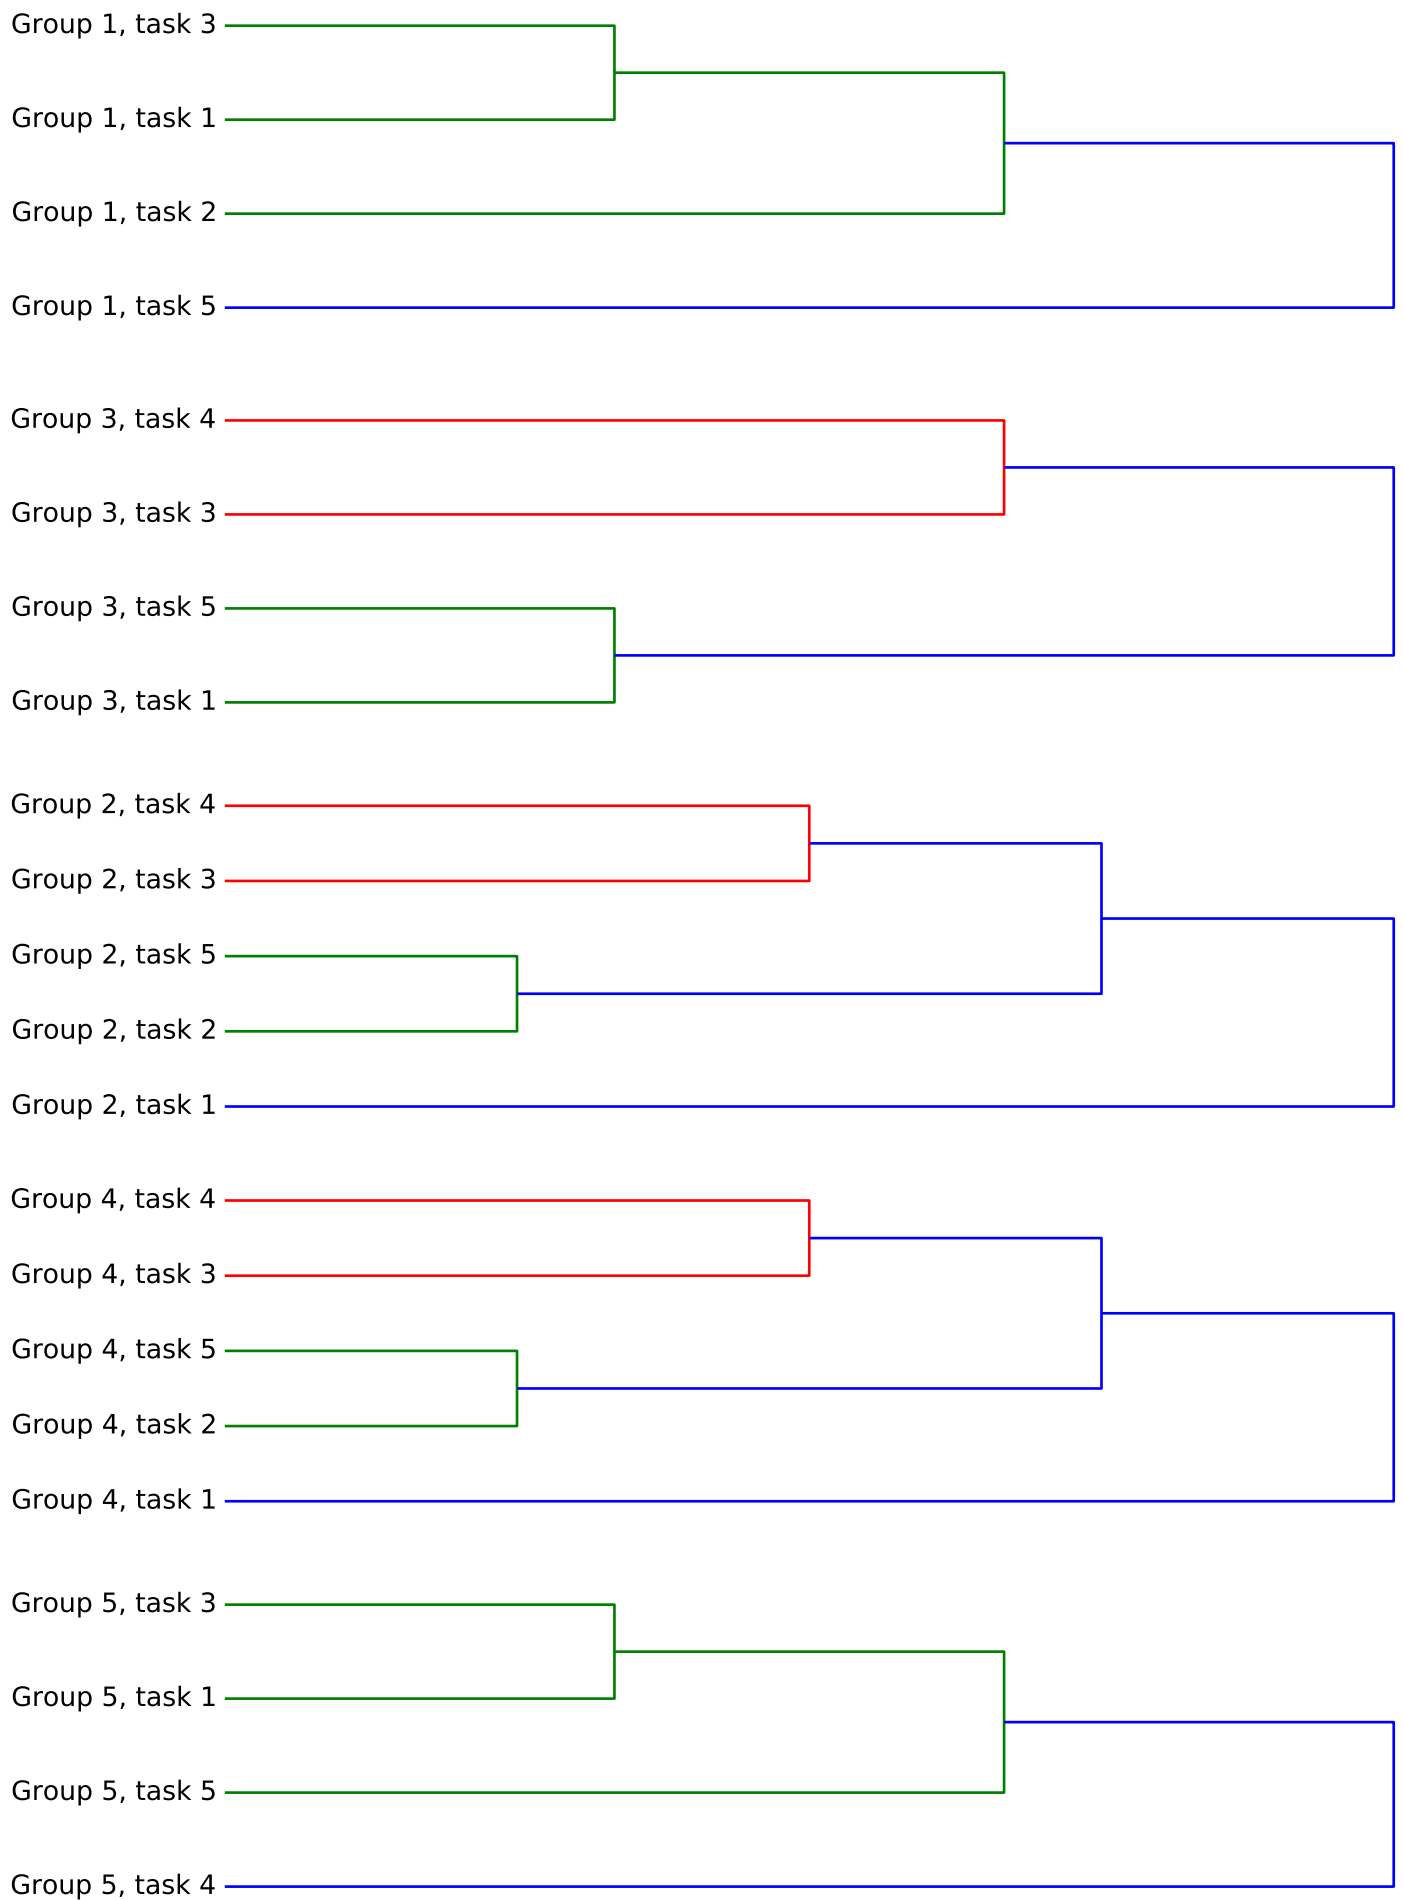 Group 1, task 3
Group 1, task 1
Group 1, task 2
Group 1, task 5
Group 3, task 4
Group 3, task 3
Group 3, task 5
Group 3, task 1
Group 2, task 4
Group 2, task 3
Group 2, task 5
Group 2, task 2
Group 2, task 1
Group 4, task 4
Group 4, task 3
Group 4, task 5
Group 4, task 2
Group 4, task 1
Group 5, task 3
Group 5, task 1
Group 5, task 5
Group 5, task 4